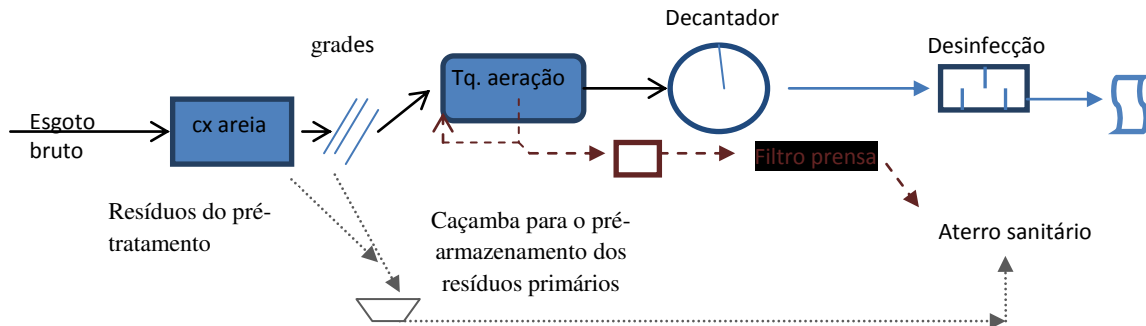 Decantador
grades
Desinfecção
Tq. aeração
Esgoto
bruto
cx areia
Filtro prensa
Resíduos do pré-
tratamento
Caçamba para o pré-
armazenamento dos
resíduos primários
Aterro sanitário